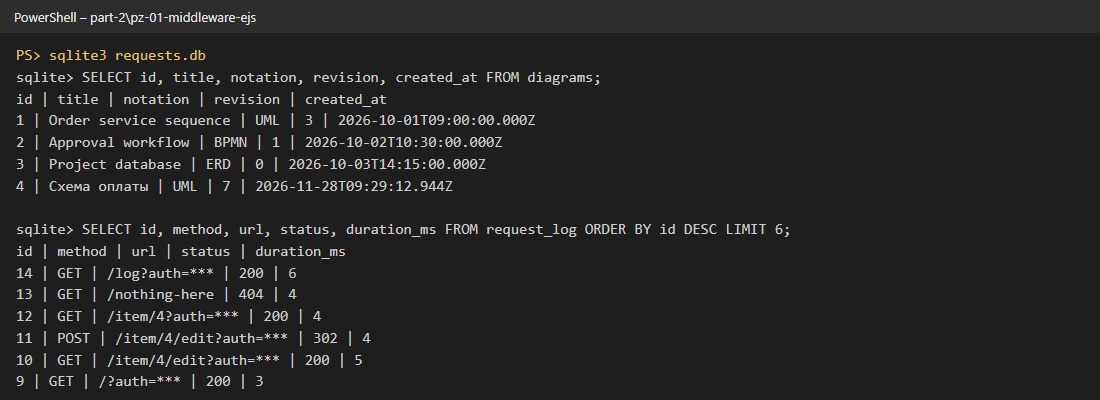 PowerShell – part-2\pz-01-middleware-ejs
PS> sqlite3 requests.db
sqlite> SELECT id, title, notation, revision, created_at FROM diagrams;
id | title | notation | revision | created_at
1 | Order service sequence | UML | 3 | 2026-10-01T09:00:00.000Z
2 | Approval workflow | BPMN | 1 | 2026-10-02T10:30:00.000Z
3 | Project database | ERD | 0 | 2026-10-03T14:15:00.000Z
4 | Схема оплаты | UML | 7 | 2026-11-28T09:29:12.944Z
sqlite> SELECT id, method, url, status, duration_ms FROM request_log ORDER BY id DESC LIMIT 6;
id | method | url | status | duration_ms
14 | GET | /log?auth=*** | 200 | 6
13 | GET | /nothing-here | 404 | 4
12 | GET | /item/4?auth=*** | 200 | 4
11 | POST | /item/4/edit?auth=*** | 302 | 4
10 | GET | /item/4/edit?auth=*** | 200 | 5
9 | GET | /?auth=*** | 200 | 3